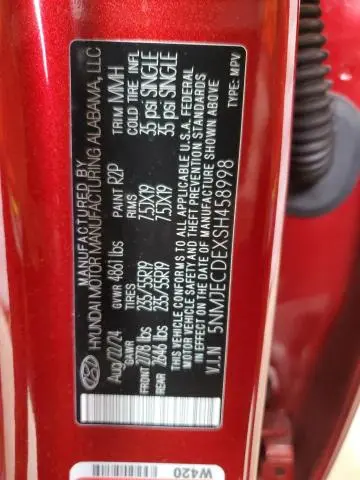 MANUFACTURED BY
HYUNDAI MOTOR MANUFACTURING ALABAMA, LLC
Aug/22/24 GVWR 4861 lbs PAINT R2P TRIM MMH
GAWR TIRES RIMS COLD TIRE INFL
FRONT 2778 lbs 235/55R19 7.5JX19 35 psi SINGLE
REAR 2646 lbs 235/55R19 7.5JX19 35 psi SINGLE
THIS VEHICLE CONFORMS TO ALL APPLICABLE U.S.A. FEDERAL
MOTOR VEHICLE SAFETY AND THEFT PREVENTION STANDARDS
IN EFFECT ON THE DATE OF MANUFACTURE SHOWN ABOVE
V.I.N 5NMJECDEXSH458998 TYPE: MPV
W420